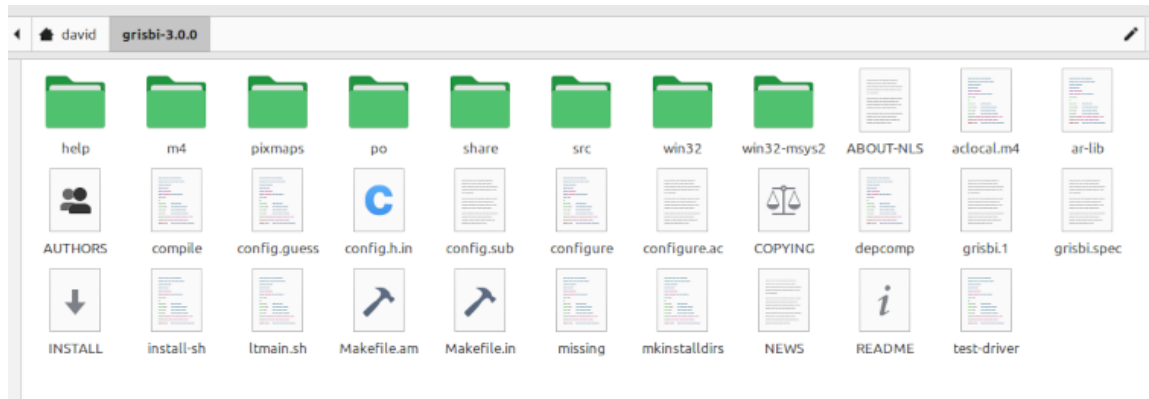 david grisbi-3.0.0
help m4 pixmaps po share src win32 win32-msys2 ABOUT-NLS aclocal.m4 ar-lib
C
AUTHORS compile config.guess config.h.in config.sub configure configure.ac COPYING depcomp grisbi.1 grisbi.spec
i
INSTALL install-sh ltmain.sh Makefile.am Makefile.in missing mkinstalldirs NEWS README test-driver